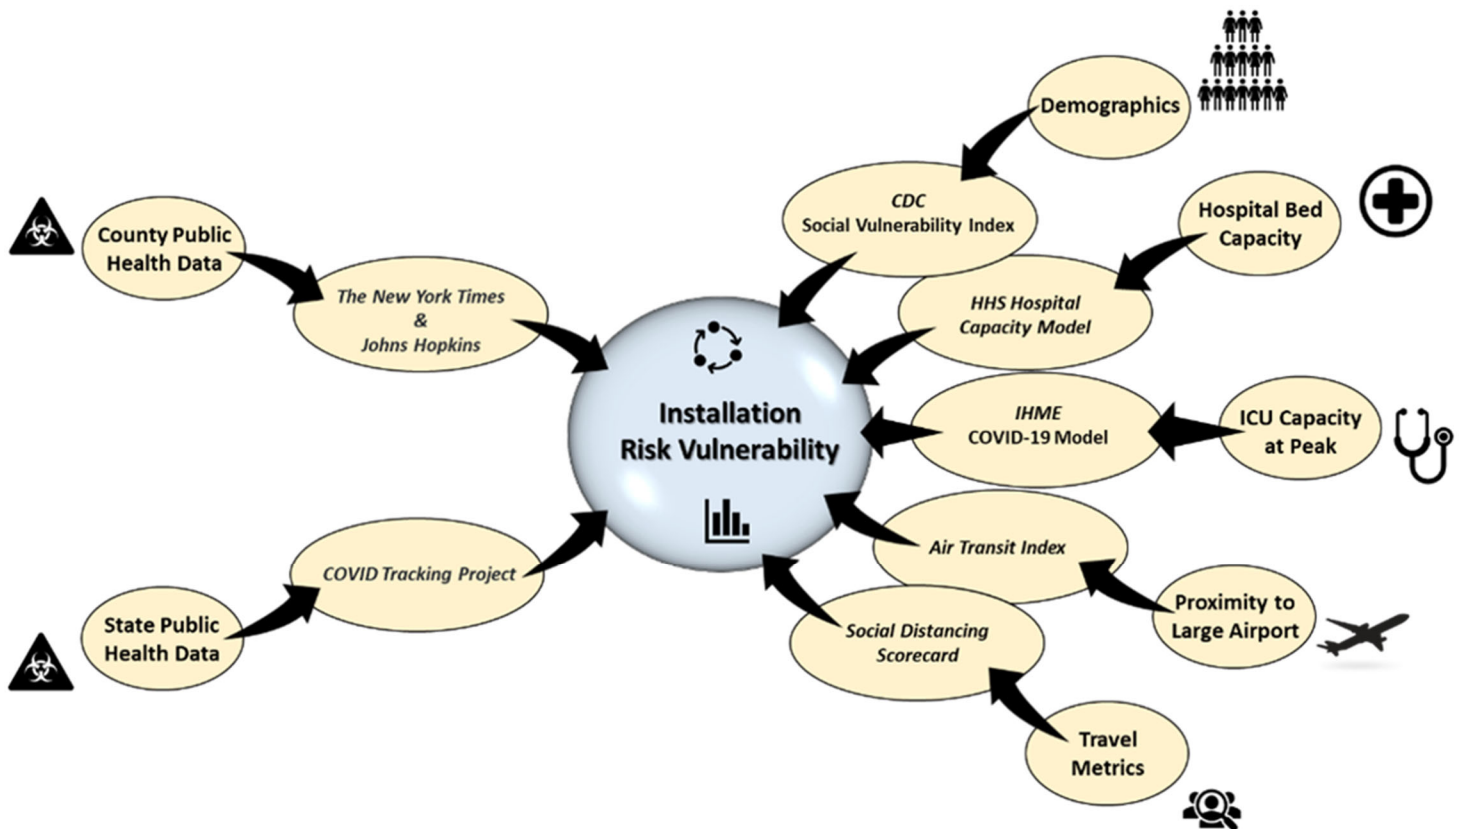 Demographics
CDC
Social Vulnerability Index
Hospital Bed
Capacity
HHS Hospital
Capacity Model
County Public
Health Data
The New York Times
&
Johns Hopkins
Installation
Risk Vulnerability
IHME
COVID-19 Model
ICU Capacity
at Peak
Air Transit Index
Proximity to
Large Airport
COVID Tracking Project
State Public
Health Data
Social Distancing
Scorecard
Travel
Metrics